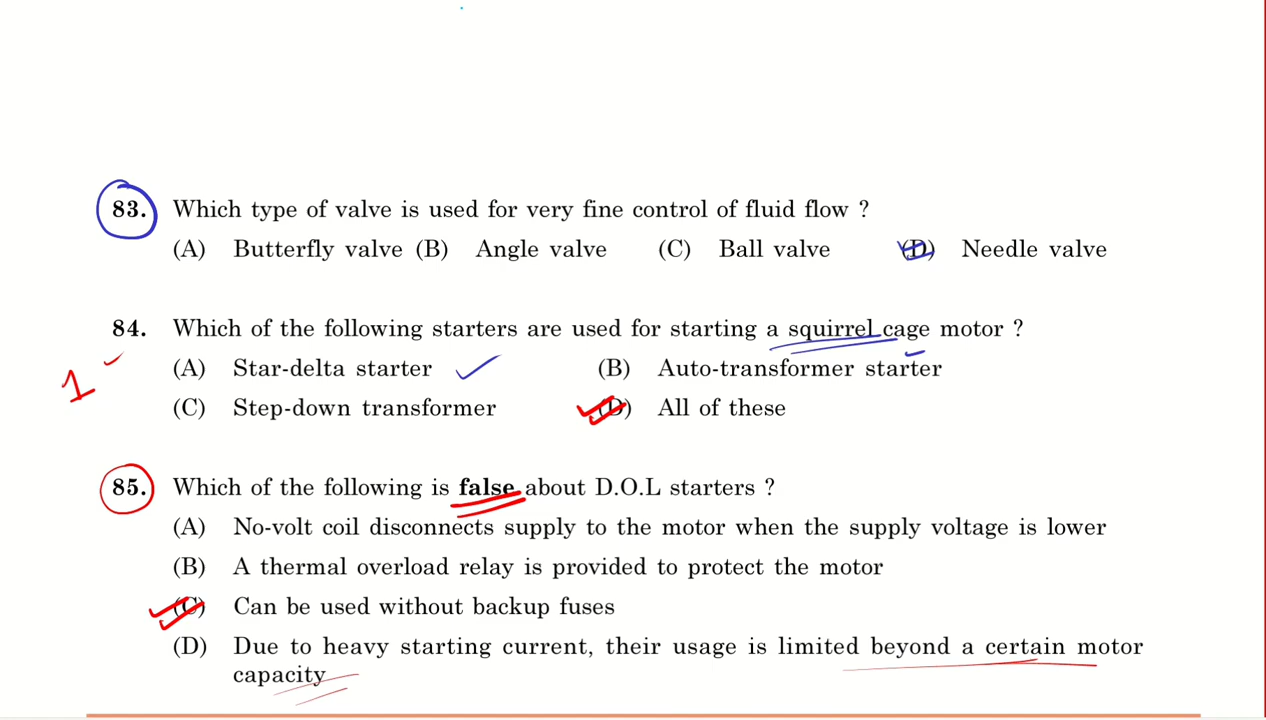 83. Which type of valve is used for very fine control of fluid flow ?
(A) Butterfly valve (B) Angle valve (C) Ball valve (D) Needle valve
84. Which of the following starters are used for starting a squirrel cage motor ?
(A) Star-delta starter (B) Auto-transformer starter
1
(C) Step-down transformer (D) All of these
85. Which of the following is false about D.O.L starters ?
(A) No-volt coil disconnects supply to the motor when the supply voltage is lower
(B) A thermal overload relay is provided to protect the motor
(C) Can be used without backup fuses
(D) Due to heavy starting current, their usage is limited beyond a certain motor
capacity